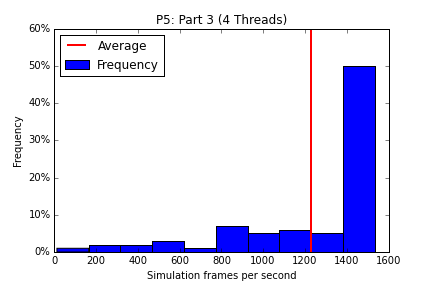 P5: Part 3 (4 Threads)
60%
50%
40%
30%
20%
10%
0%
Frequency
Average
Frequency
0 200 400 600 800 1000 1200 1400 1600
Simulation frames per second